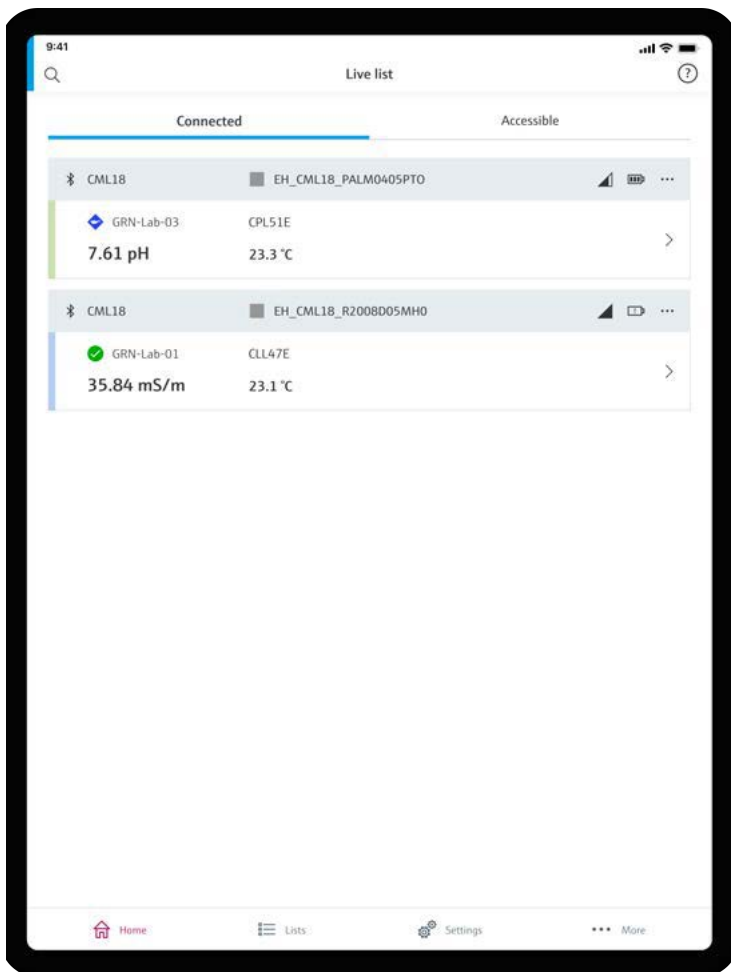 9:41
Live list
Connected Accessible
CML18 EH_CML18_PALM0405PTO
GRN-Lab-03 CPL51E
7.61 pH 23.3 °C
CML18 EH_CML18_R2008D05MH0
GRN-Lab-01 CLL47E
35.84 mS/m 23.1 °C
Home Lists Settings More